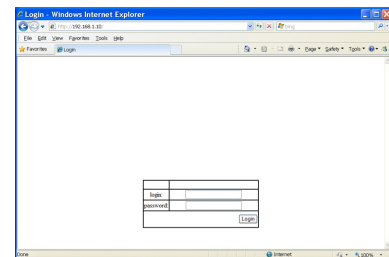 Login - Windows Internet Explorer
http://192.168.1.10/
Bing
File Edit View Favorites Tools Help
Favorites Login Page Safety Tools
login
password
Login
Done Internet 100%